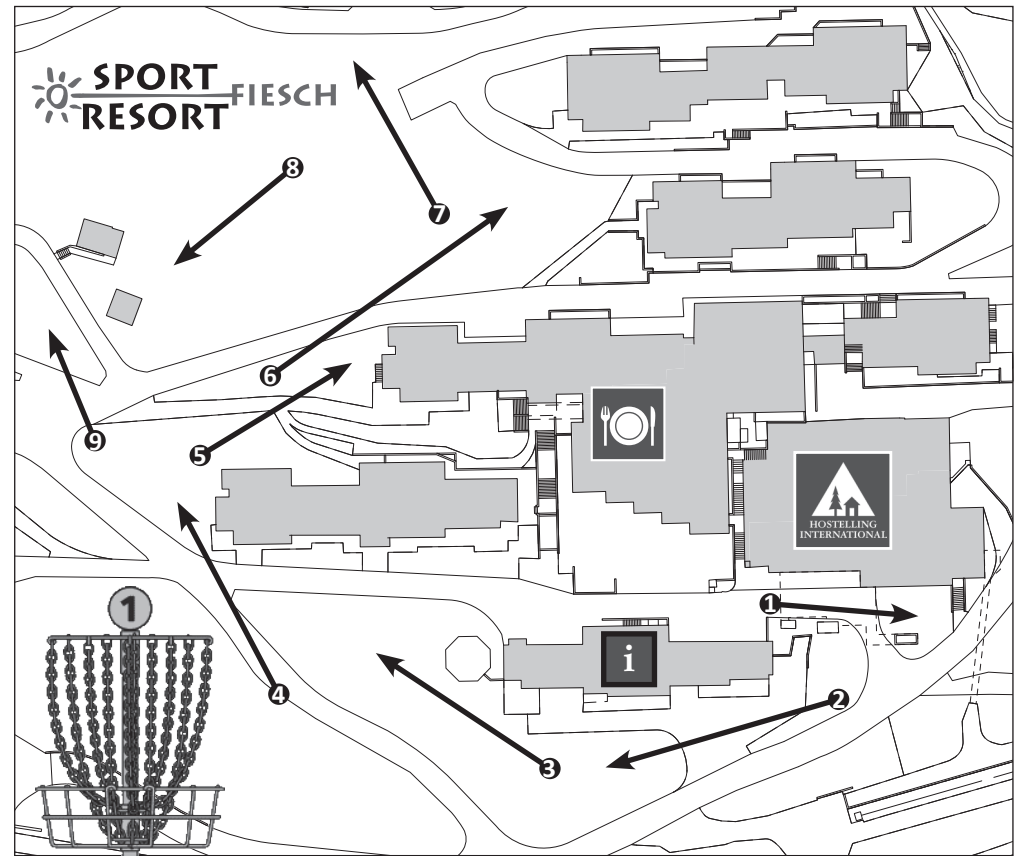 SPORT
RESORT FIESCH
8
7
6
9
5
HOSTELLING
INTERNATIONAL
1
1
i
4
2
3